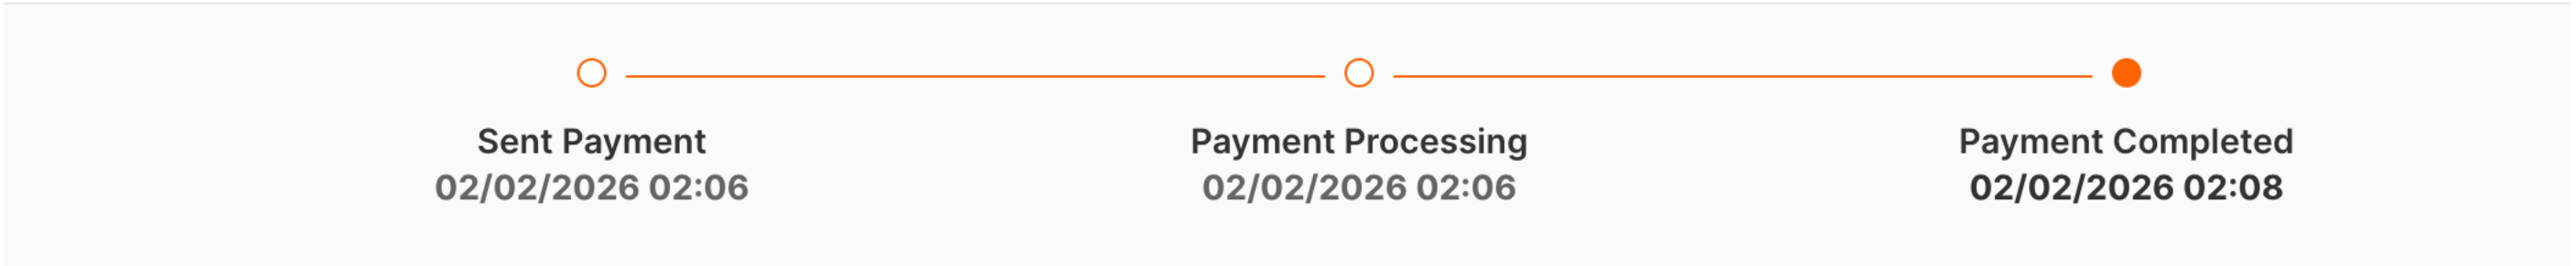 Sent Payment
02/02/2026 02:06
Payment Processing
02/02/2026 02:06
Payment Completed
02/02/2026 02:08